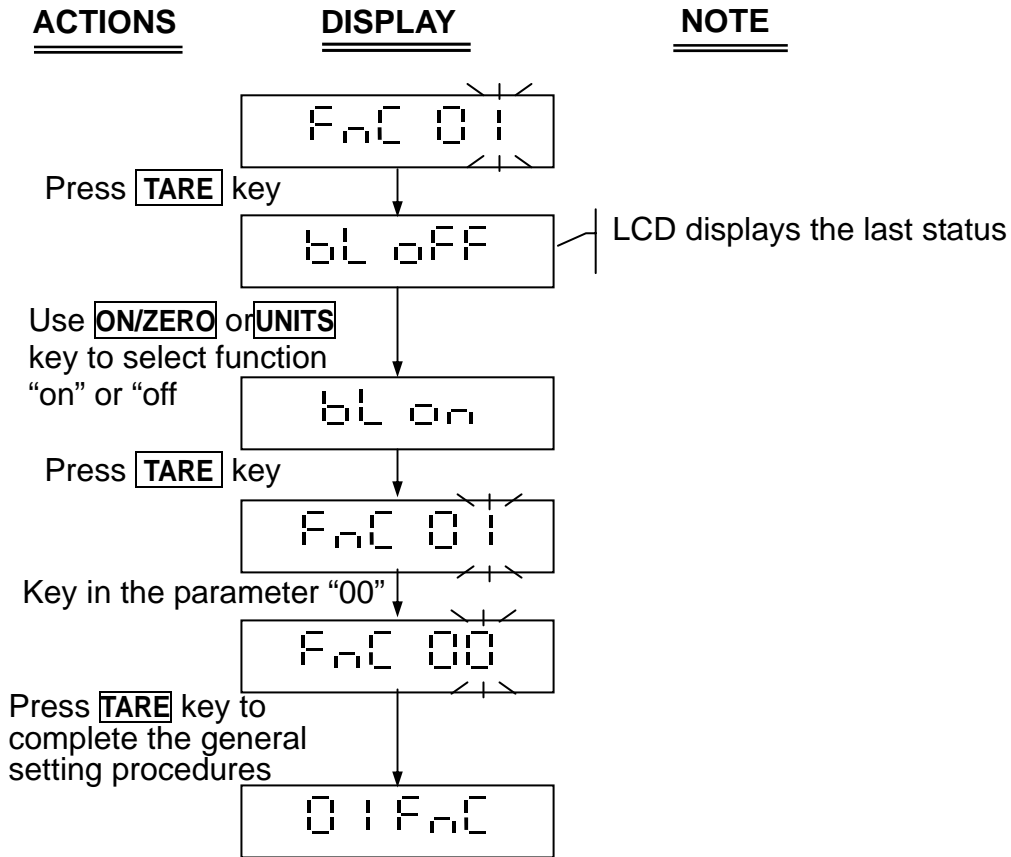 ACTIONS DISPLAY NOTE
FnC 01
Press TARE key
bL oFF
LCD displays the last status
Use ON/ZERO or UNITS
key to select function
“on” or “off
bL on
Press TARE key
FnC 01
Key in the parameter “00”
FnC 00
Press TARE key to
complete the general
setting procedures
01 FnC